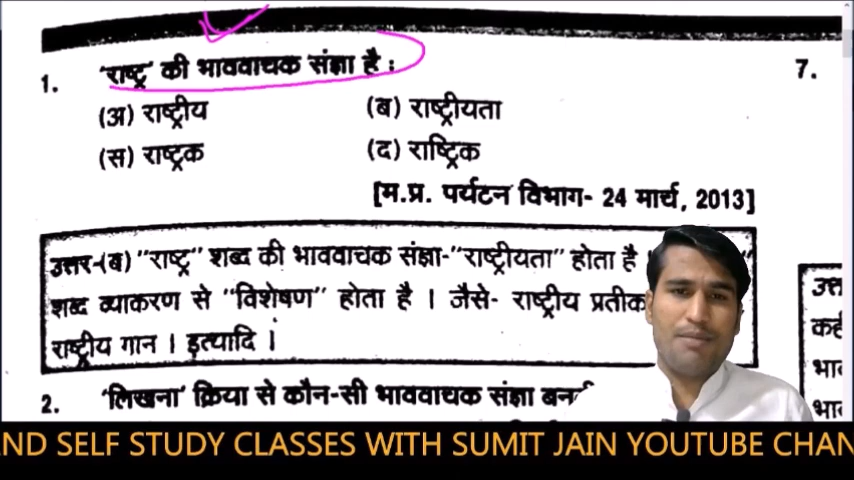 1. 'राष्ट्र' की भाववाचक संज्ञा है :
(अ) राष्ट्रीय (ब) राष्ट्रीयता
(स) राष्ट्रक (द) राष्ट्रिक
[म.प्र. पर्यटन विभाग- 24 मार्च, 2013]
उत्तर-(ब) "राष्ट्र" शब्द की भाववाचक संज्ञा-"राष्ट्रीयता" होता है
शब्द व्याकरण से "विशेषण" होता है । जैसे- राष्ट्रीय प्रतीक
राष्ट्रीय गान । इत्यादि ।
2. 'लिखना' क्रिया से कौन-सी भाववाचक संज्ञा
7.
भाव
भाव
ND SELF STUDY CLASSES WITH SUMIT JAIN YOUTUBE CHAN